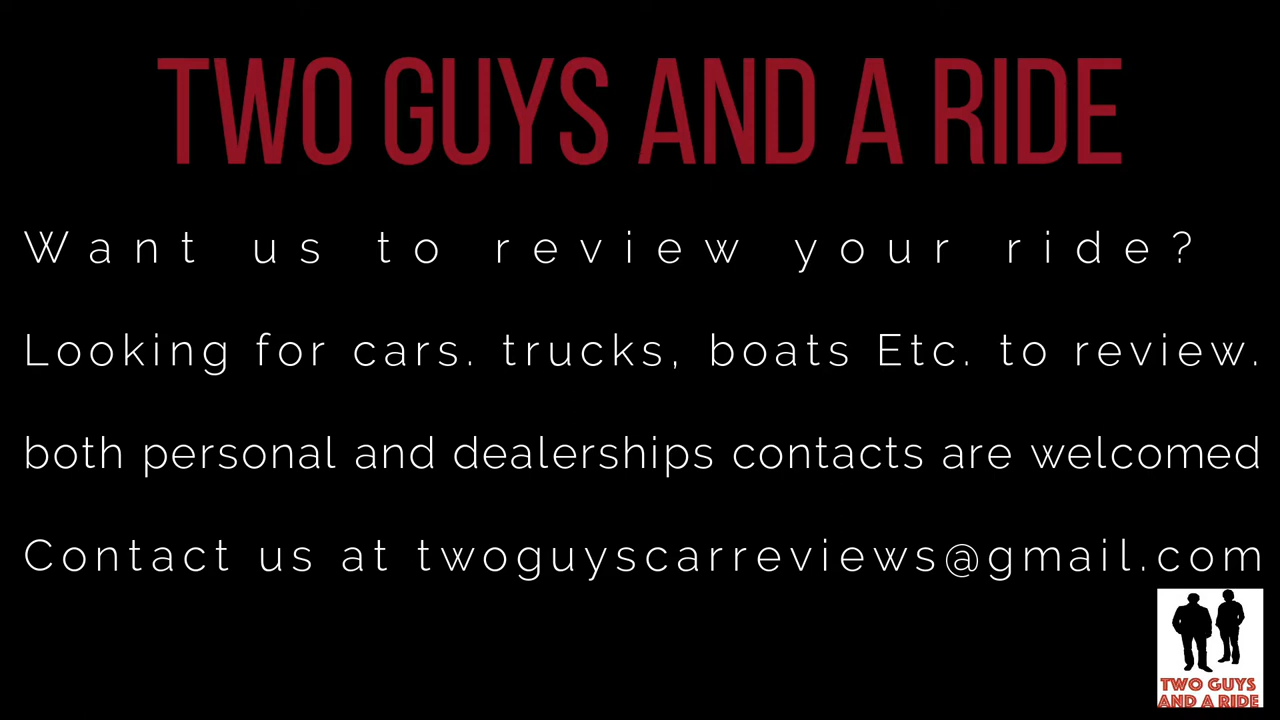 TWO GUYS AND A RIDE
Want us to review your ride?
Looking for cars. trucks, boats Etc. to review.
both personal and dealerships contacts are welcomed
Contact us at twoguyscarreviews@gmail.com
TWO GUYS
AND A RIDE